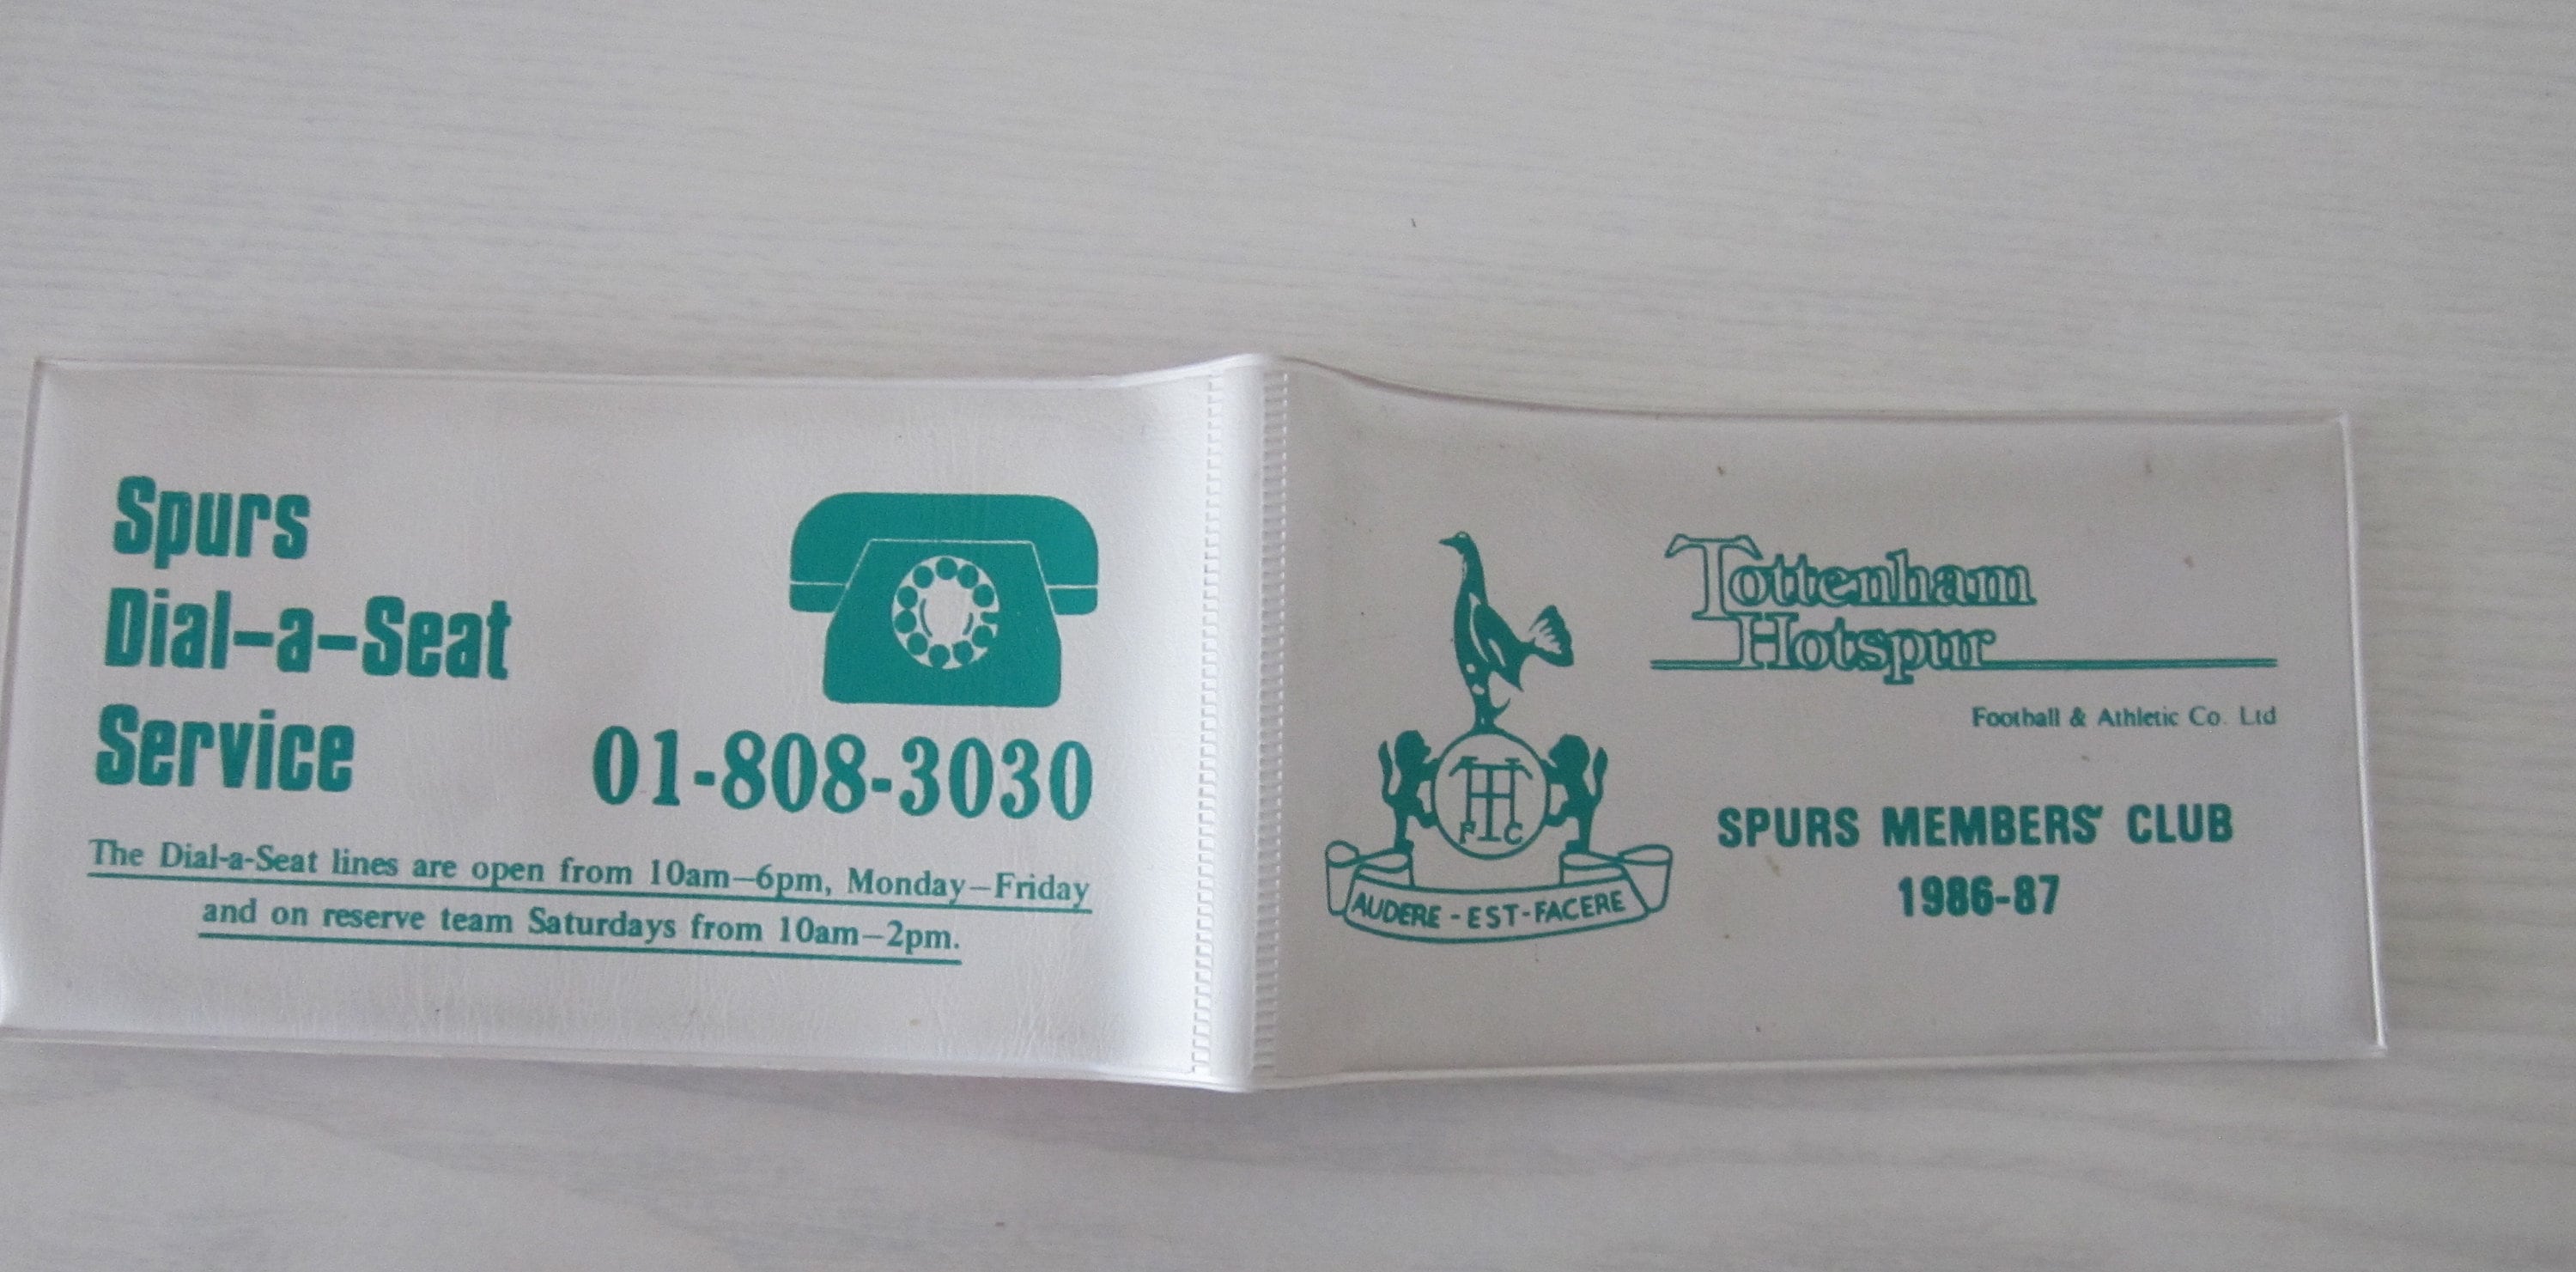 Spurs
Dial-a-Seat
Service
01-808-3030
The Dial-a-Seat lines are open from 10am—6pm, Monday—Friday
and on reserve team Saturdays from 10am—2pm.
Tottenham
Hotspur
Football & Athletic Co. Ltd
THFC
AUDERE-EST-FACERE
SPURS MEMBERS' CLUB
1986-87